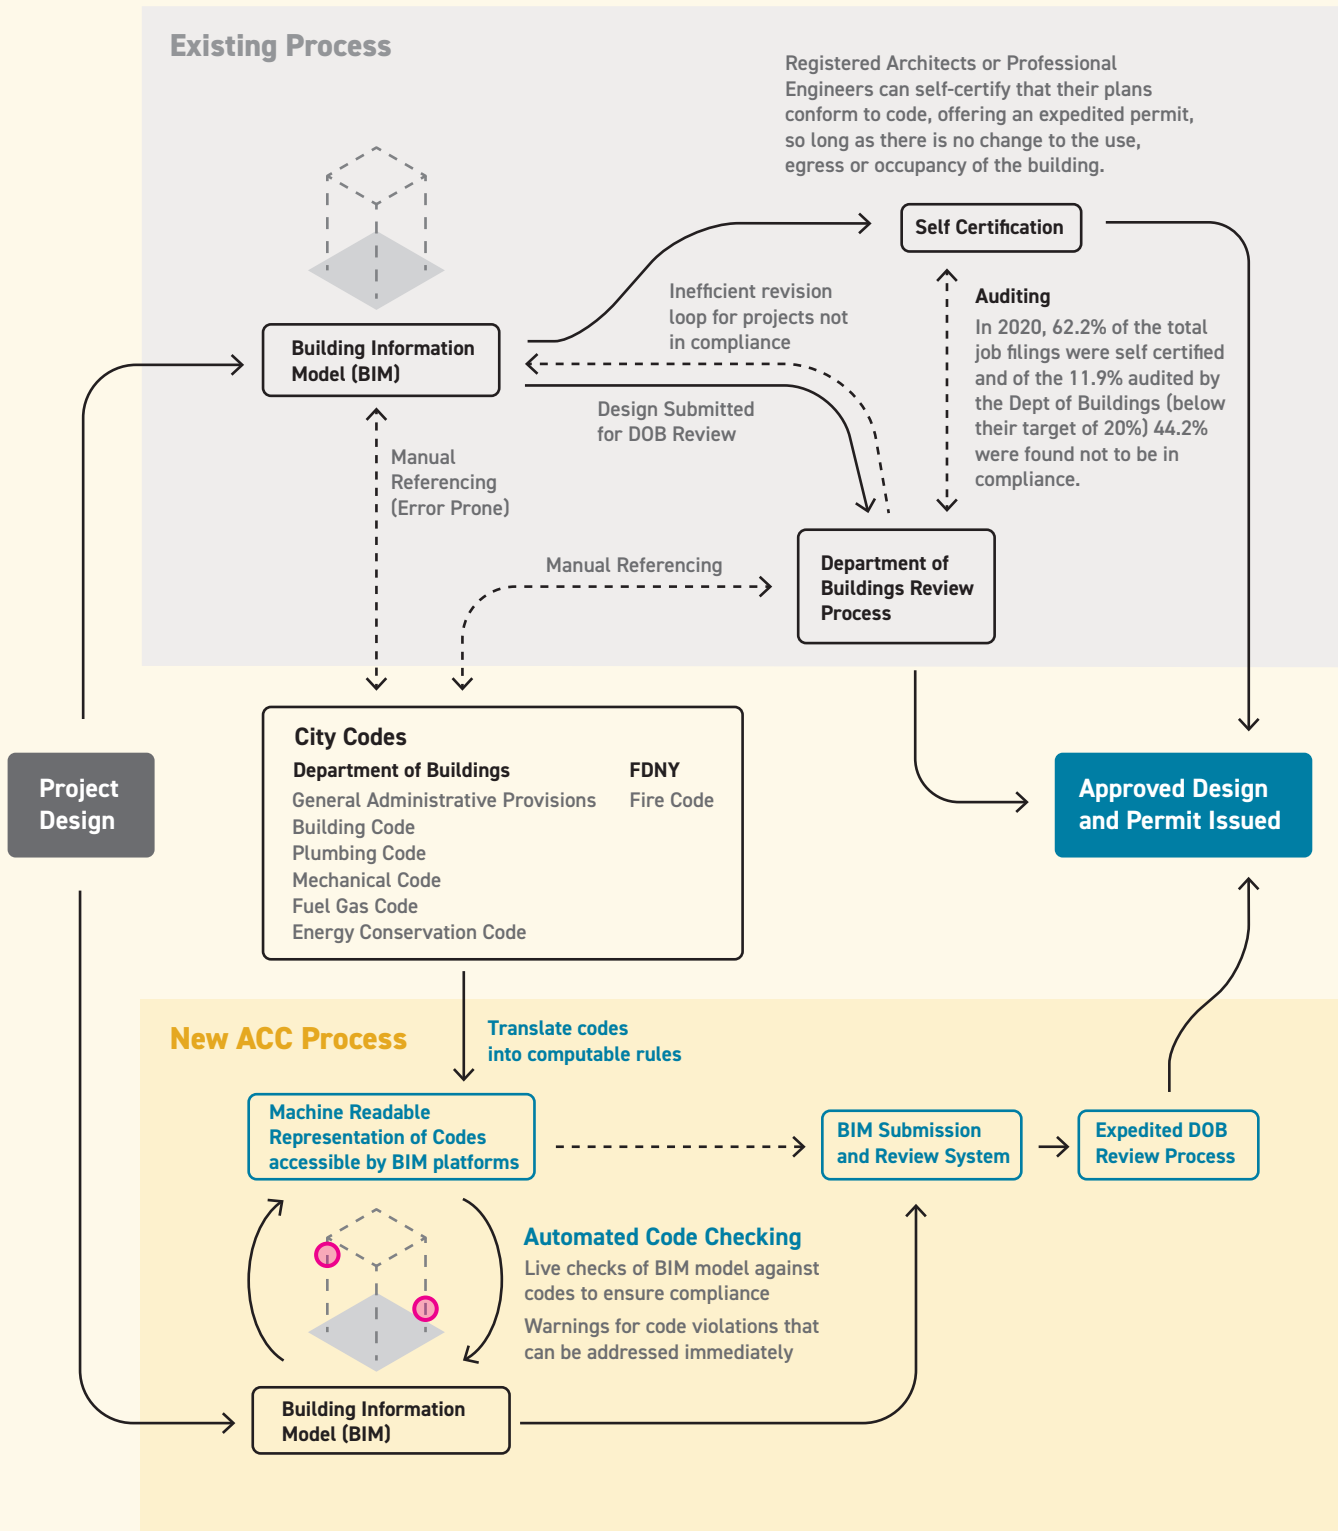 Existing Process
Registered Architects or Professional
Engineers can self-certify that their plans
conform to code, offering an expedited permit,
so long as there is no change to the use,
egress or occupancy of the building.
Self Certification
Inefficient revision
loop for projects not
in compliance
Auditing
In 2020, 62.2% of the total
job filings were self certified
and of the 11.9% audited by
the Dept of Buildings (below
their target of 20%) 44.2%
were found not to be in
compliance.
Building Information
Model (BIM)
Design Submitted
for DOB Review
Manual
Referencing
(Error Prone)
Manual Referencing
Department of
Buildings Review
Process
Project
Design
City Codes
Department of Buildings
General Administrative Provisions
Building Code
Plumbing Code
Mechanical Code
Fuel Gas Code
Energy Conservation Code
FDNY
Fire Code
Approved Design
and Permit Issued
New ACC Process
Translate codes
into computable rules
Machine Readable
Representation of Codes
accessible by BIM platforms
BIM Submission
and Review System
Expedited DOB
Review Process
Automated Code Checking
Live checks of BIM model against
codes to ensure compliance
Warnings for code violations that
can be addressed immediately
Building Information
Model (BIM)